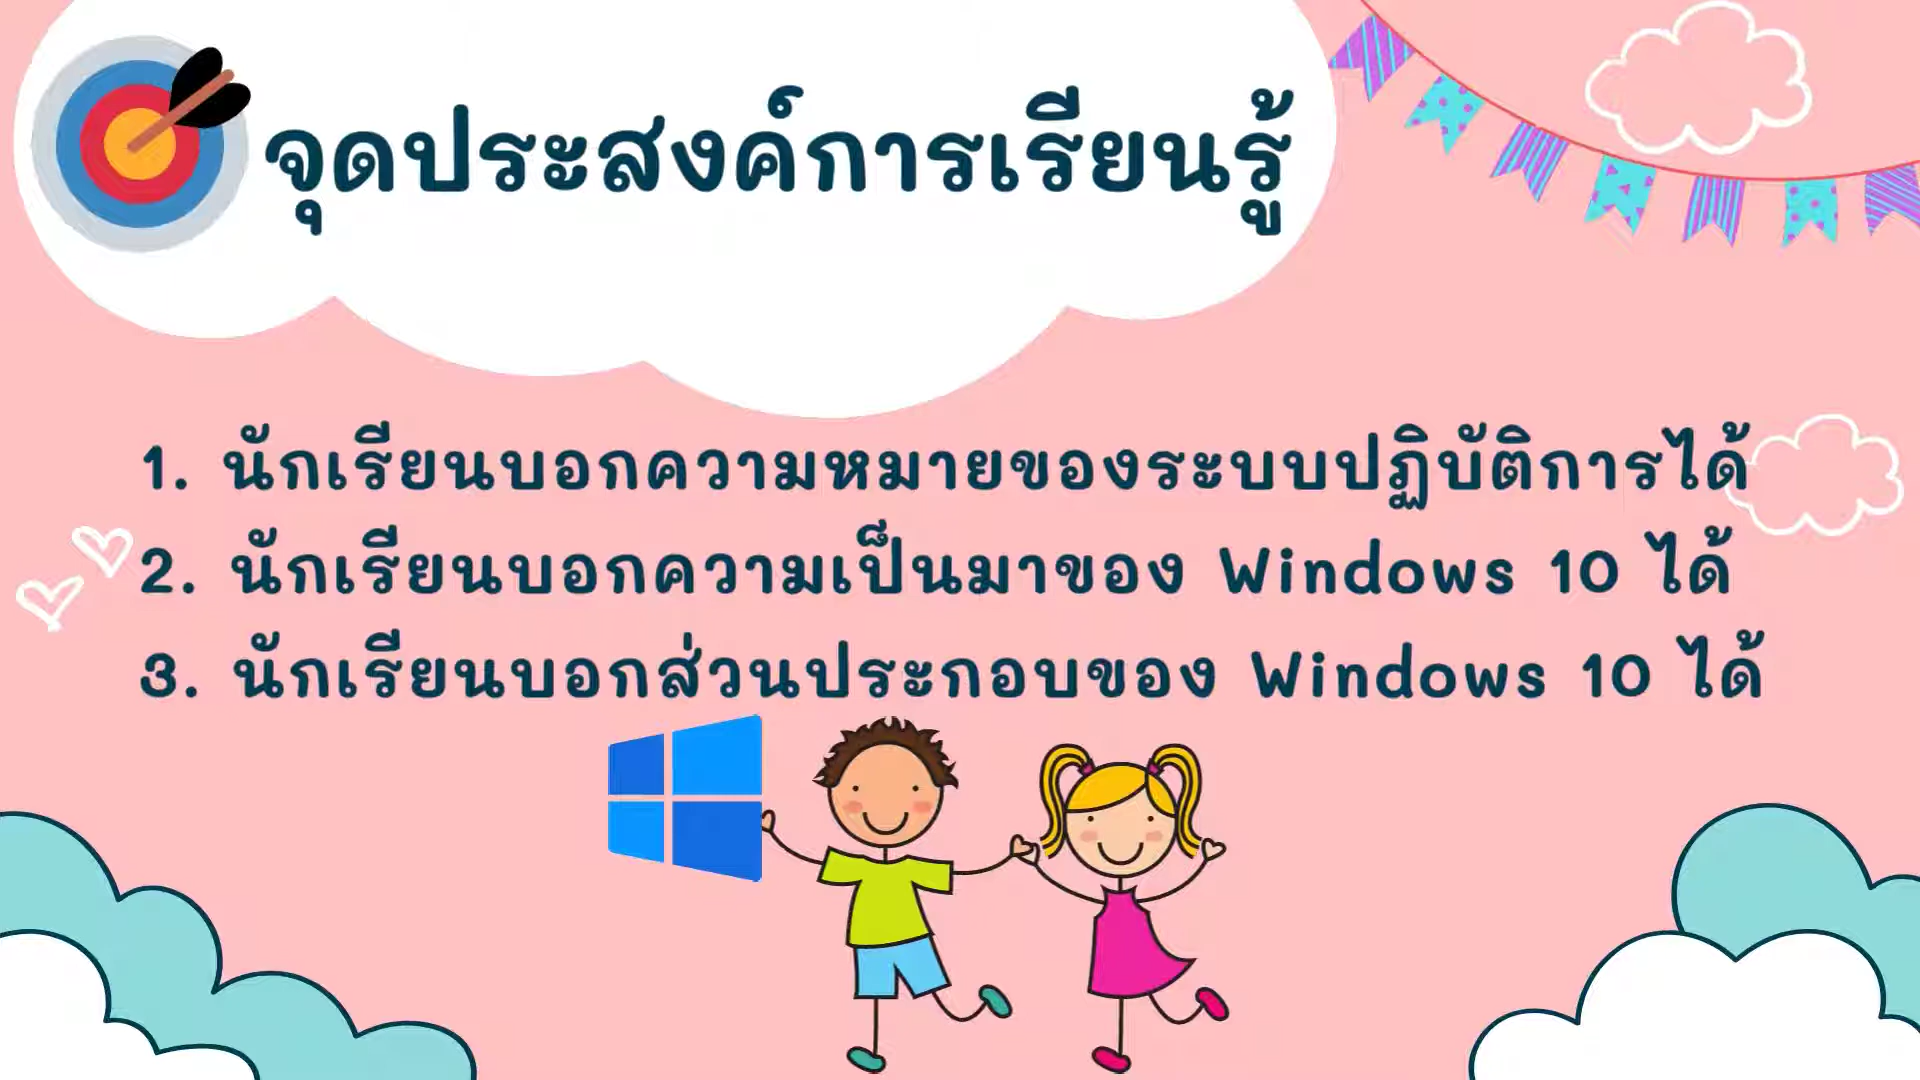 จุดประสงค์การเรียนรู้
1. นักเรียนบอกความหมายของระบบปฏิบัติการได้
2. นักเรียนบอกความเป็นมาของ Windows 10 ได้
3. นักเรียนบอกส่วนประกอบของ Windows 10 ได้